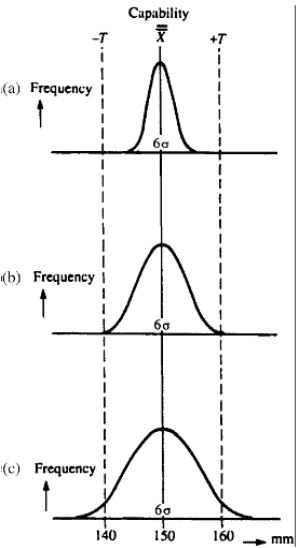 Capability
–T X̿ +T
(a) Frequency
6σ
(b) Frequency
6σ
(c) Frequency
6σ
140 150 160 mm